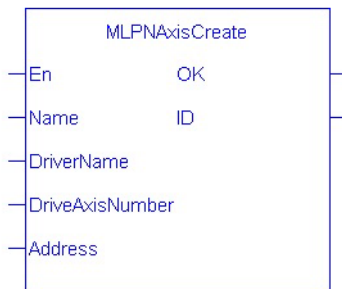 MLPNAxisCreate
En OK
Name ID
DriverName
DriveAxisNumber
Address